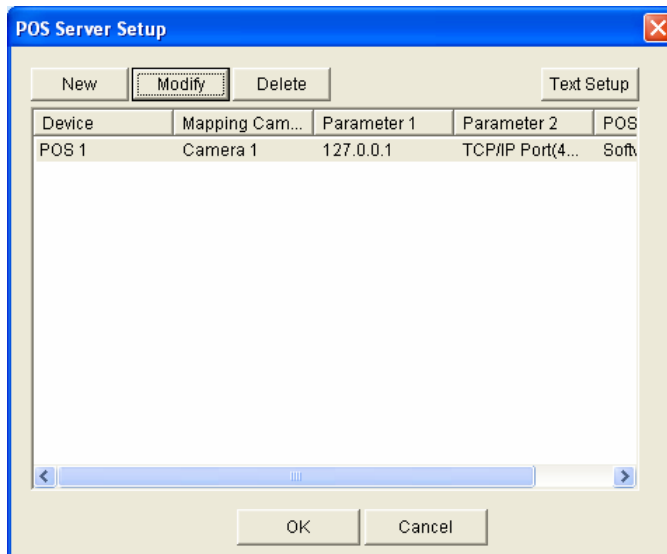 POS Server Setup
New Modify Delete Text Setup
Device Mapping Cam... Parameter 1 Parameter 2 POS
POS 1 Camera 1 127.0.0.1 TCP/IP Port(4... Soft
OK Cancel